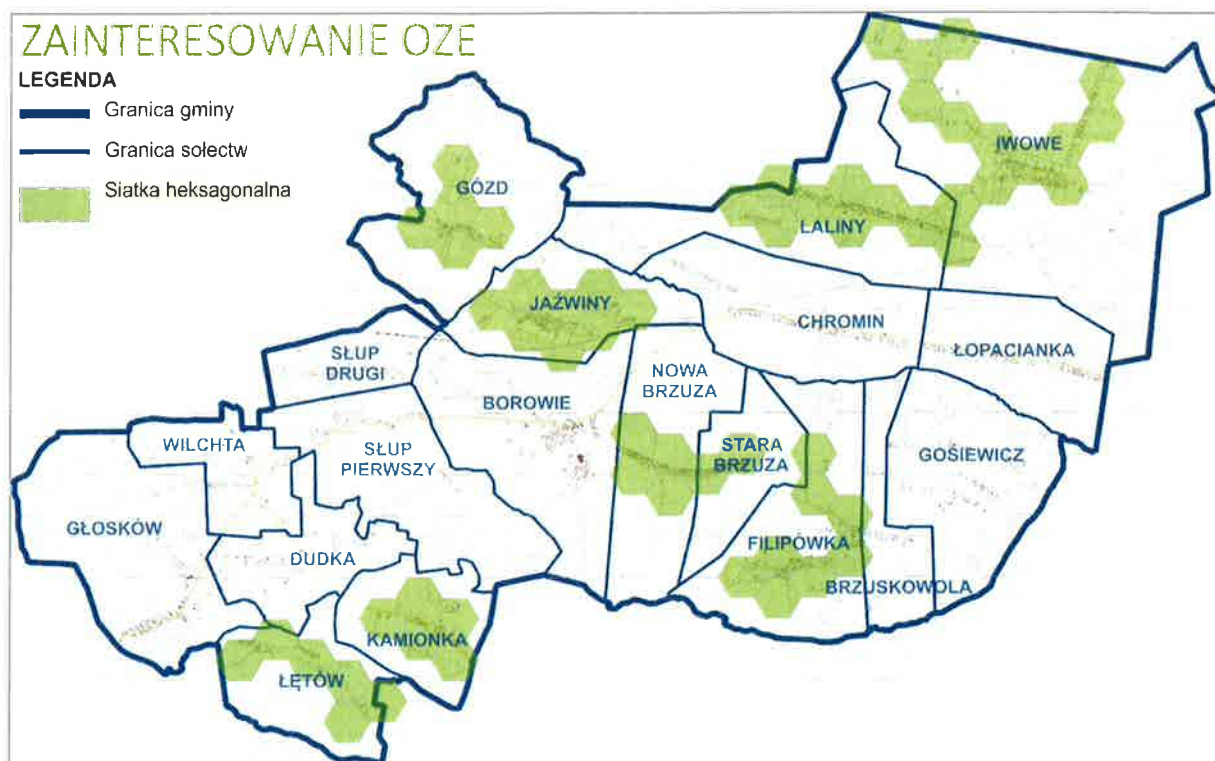 ZAINTERESOWANIE OZE
LEGENDA
Granica gminy
Granica sołectw
Siatka heksagonalna
IWOWE
GÓZD
LALINY
JAŹWINY
CHROMIN
ŁOPACIANKA
SŁUP
DRUGI
NOWA
BRZUZA
BOROWIE
WILCHTA
SŁUP
PIERWSZY
STARA
BRZUZA
GOŚIEWICZ
GŁOSKÓW
DUDKA
FILIPÓWKA
BRZUSKOWOLA
KAMIONKA
ŁĘTÓW